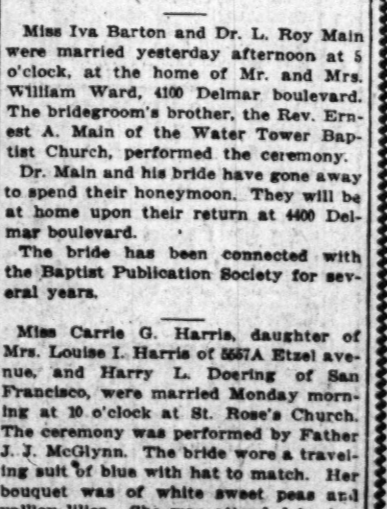 Miss Iva Barton and Dr. L. Roy Main
were married yesterday afternoon at 5
o'clock, at the home of Mr. and Mrs.
William Ward, 4100 Delmar boulevard.
The bridegroom's brother, the Rev. Ern-
est A. Main of the Water Tower Bap-
tist Church, performed the ceremony.
Dr. Main and his bride have gone away
to spend their honeymoon. They will be
at home upon their return at 4400 Del-
mar boulevard.
The bride has been connected with
the Baptist Publication Society for sev-
eral years.
Miss Carrie G. Harris, daughter of
Mrs. Louise I. Harris of 5557A Etzel ave-
nue, and Harry L. Doering of San
Francisco, were married Monday morn-
ing at 10 o'clock at St. Rose's Church.
The ceremony was performed by Father
J. J. McGlynn. The bride wore a travel-
ing suit of blue with hat to match. Her
bouquet was of white sweet peas and